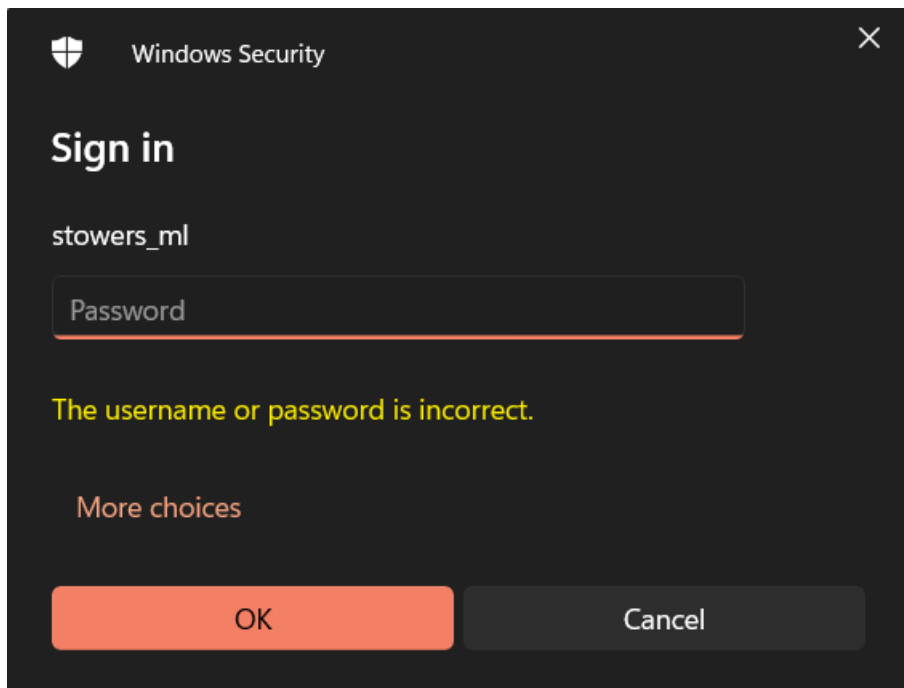 Windows Security
Sign in
stowers_ml
Password
The username or password is incorrect.
More choices
OK
Cancel